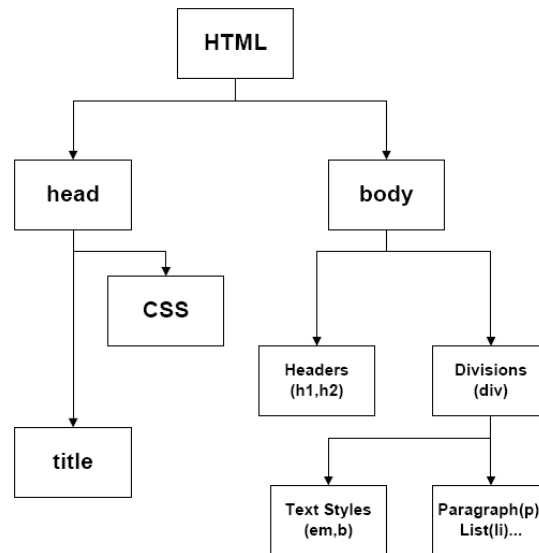 HTML
head
body
CSS
Headers
(h1,h2)
Divisions
(div)
title
Text Styles
(em,b)
Paragraph(p)
List(li)...